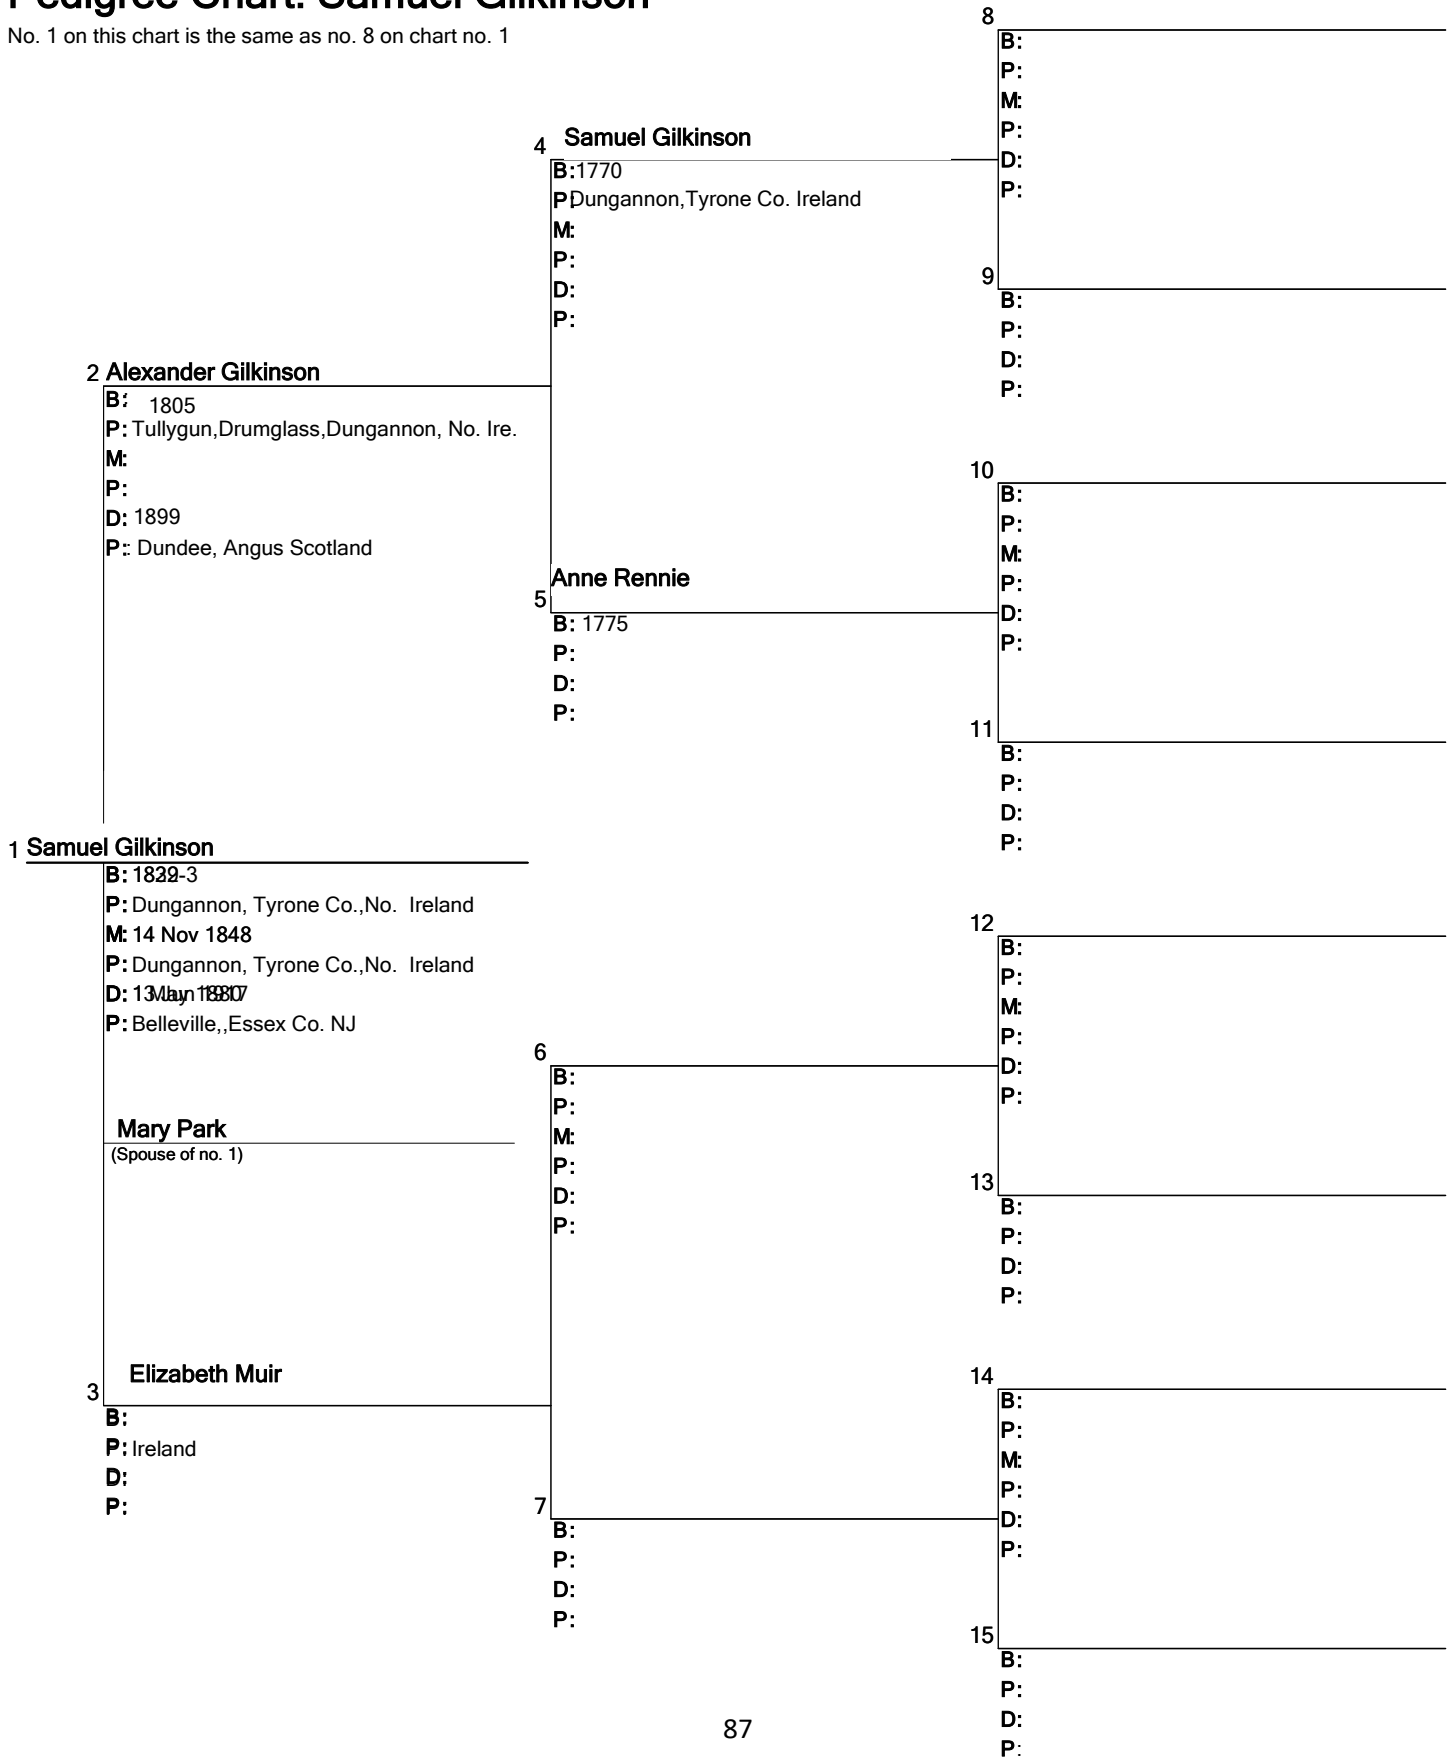 Pedigree Chart: Samuel Gilkinson
No. 1 on this chart is the same as no. 8 on chart no. 1
8
B:
P:
M:
P:
D:
P:
4 Samuel Gilkinson
B:1770
P:Dungannon,Tyrone Co. Ireland
M:
P:
D:
P:
9
B:
P:
D:
P:
2 Alexander Gilkinson
B: 1805
P: Tullygun,Drumglass,Dungannon, No. Ire.
M:
P:
D: 1899
P:: Dundee, Angus Scotland
10
B:
P:
M:
P:
D:
P:
Anne Rennie
5
B: 1775
P:
D:
P:
11
B:
P:
D:
P:
1 Samuel Gilkinson
B:
P: Dungannon, Tyrone Co.,No. Ireland
M: 14 Nov 1848
P: Dungannon, Tyrone Co.,No. Ireland
D:
P: Belleville,,Essex Co. NJ
12
B:
P:
M:
P:
D:
P:
6
B:
P:
M:
P:
D:
P:
Mary Park
(Spouse of no. 1)
13
B:
P:
D:
P:
Elizabeth Muir
3
B:
P: Ireland
D:
P:
14
B:
P:
M:
P:
D:
P:
7
B:
P:
D:
P:
15
B:
P:
D:
P:
87